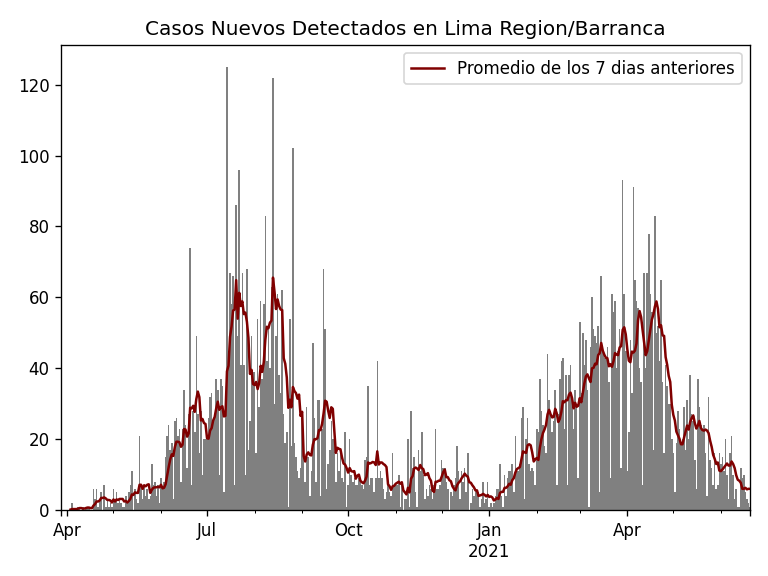 Casos Nuevos Detectados en Lima Region/Barranca
Promedio de los 7 dias anteriores
120
100
80
60
40
20
0
Apr Jul Oct Jan Apr
2021